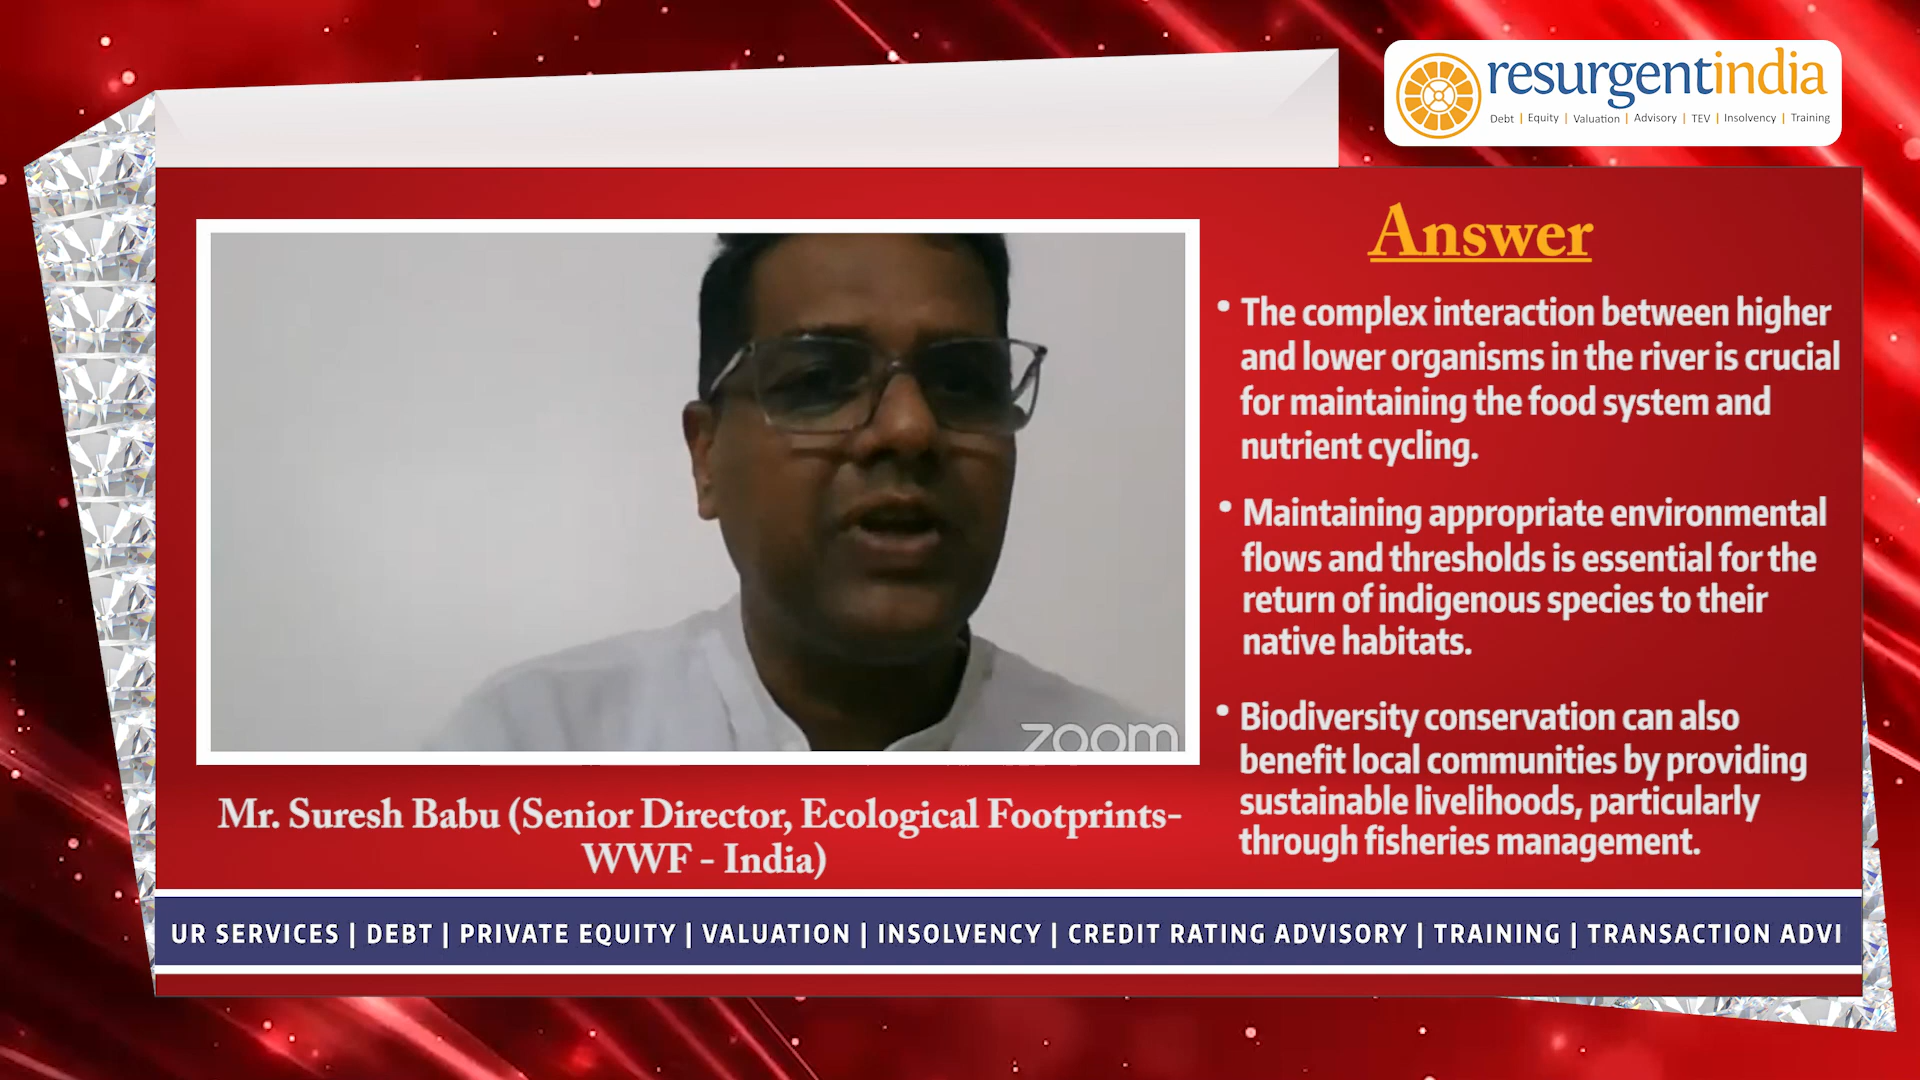 resurgentindia
Debt | Equity | Valuation | Advisory | TEV | Insolvency | Training
Answer
• The complex interaction between higher
and lower organisms in the river is crucial
for maintaining the food system and
nutrient cycling.
• Maintaining appropriate environmental
flows and thresholds is essential for the
return of indigenous species to their
native habitats.
• Biodiversity conservation can also
benefit local communities by providing
sustainable livelihoods, particularly
through fisheries management.
zoom
Mr. Suresh Babu (Senior Director, Ecological Footprints-
WWF - India)
UR SERVICES | DEBT | PRIVATE EQUITY | VALUATION | INSOLVENCY | CREDIT RATING ADVISORY | TRAINING | TRANSACTION ADVI